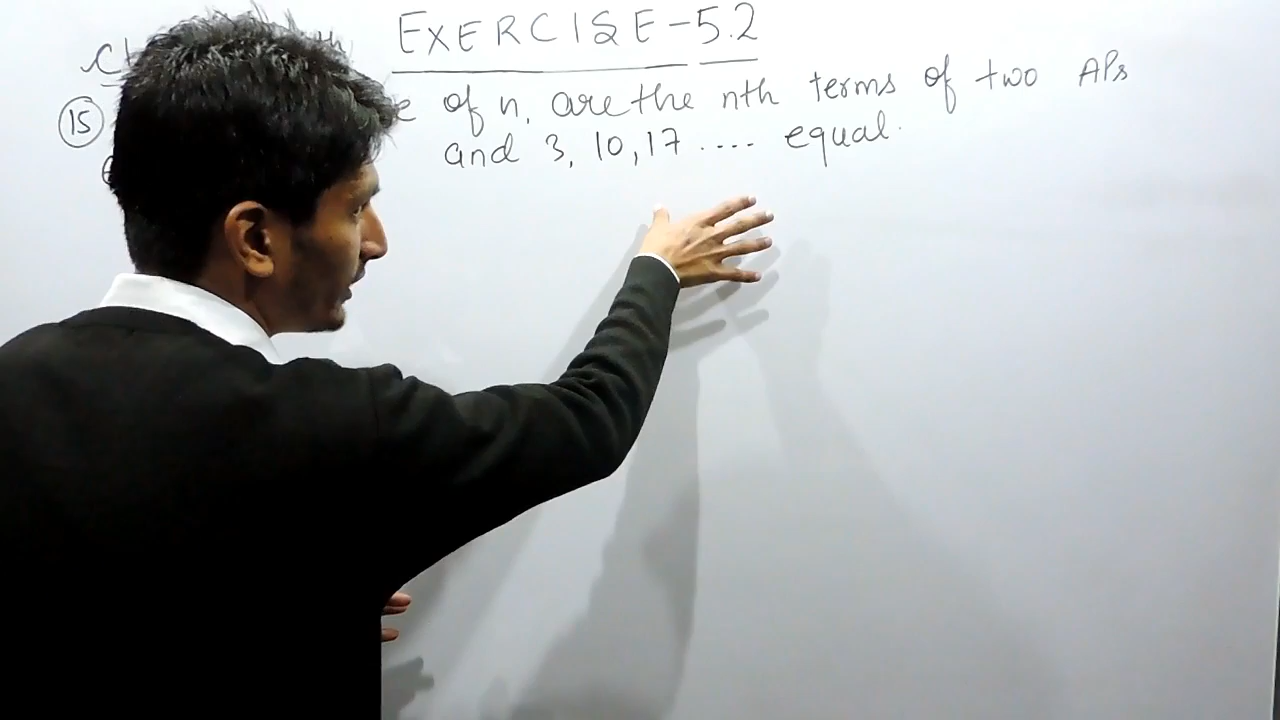 EXERCISE-5.2
15 of n, are the nth terms of two APs
and 3, 10, 17 .... equal.